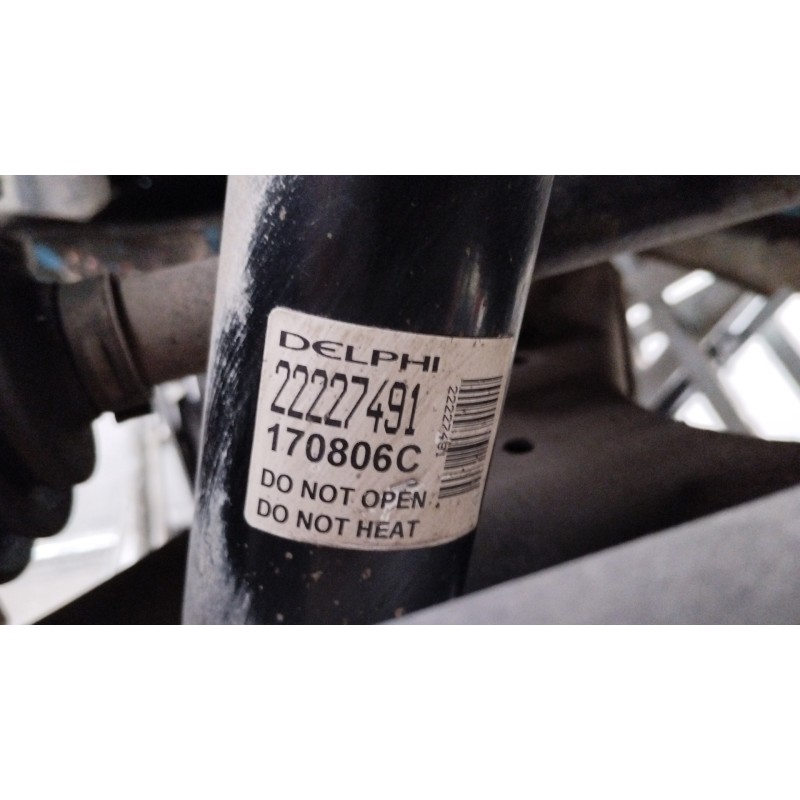 DELPHI
22227491
170806C
DO NOT OPEN
DO NOT HEAT
22227491